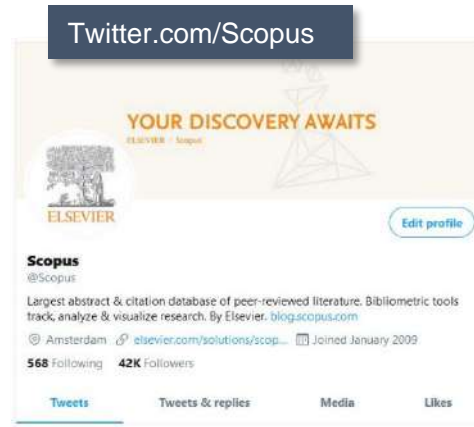 Twitter.com/Scopus
YOUR DISCOVERY AWAITS
ELSEVIER | Scopus
ELSEVIER
Edit profile
Scopus
@Scopus
Largest abstract & citation database of peer-reviewed literature. Bibliometric tools
track, analyze & visualize research. By Elsevier. blog.scopus.com
Amsterdam elsevier.com/solutions/scop... Joined January 2009
568 Following 42K Followers
Tweets Tweets & replies Media Likes